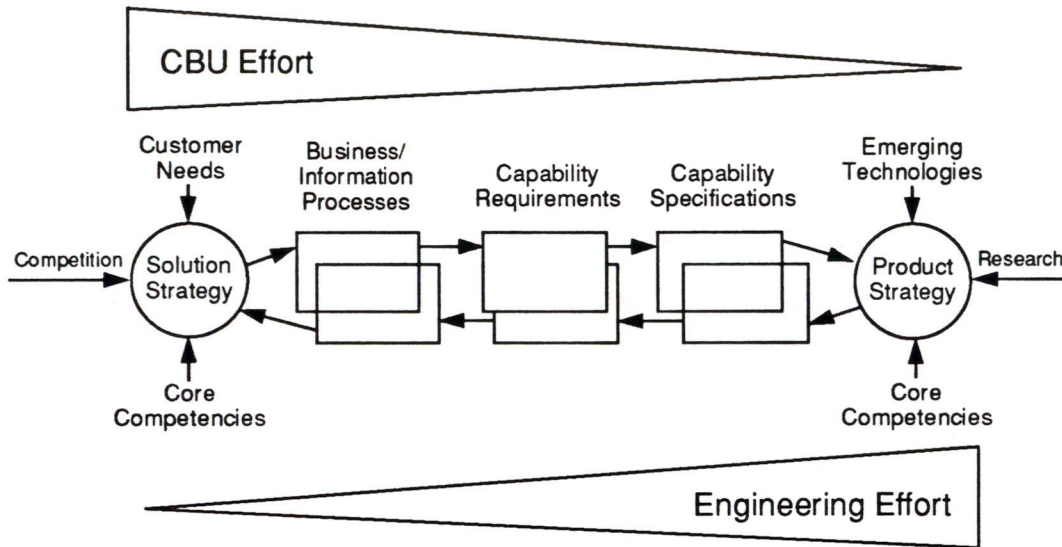 CBU Effort
Customer
Needs
Business/
Information
Processes
Capability
Requirements
Capability
Specifications
Emerging
Technologies
Competition
Solution
Strategy
Product
Strategy
Research
Core
Competencies
Core
Competencies
Engineering Effort